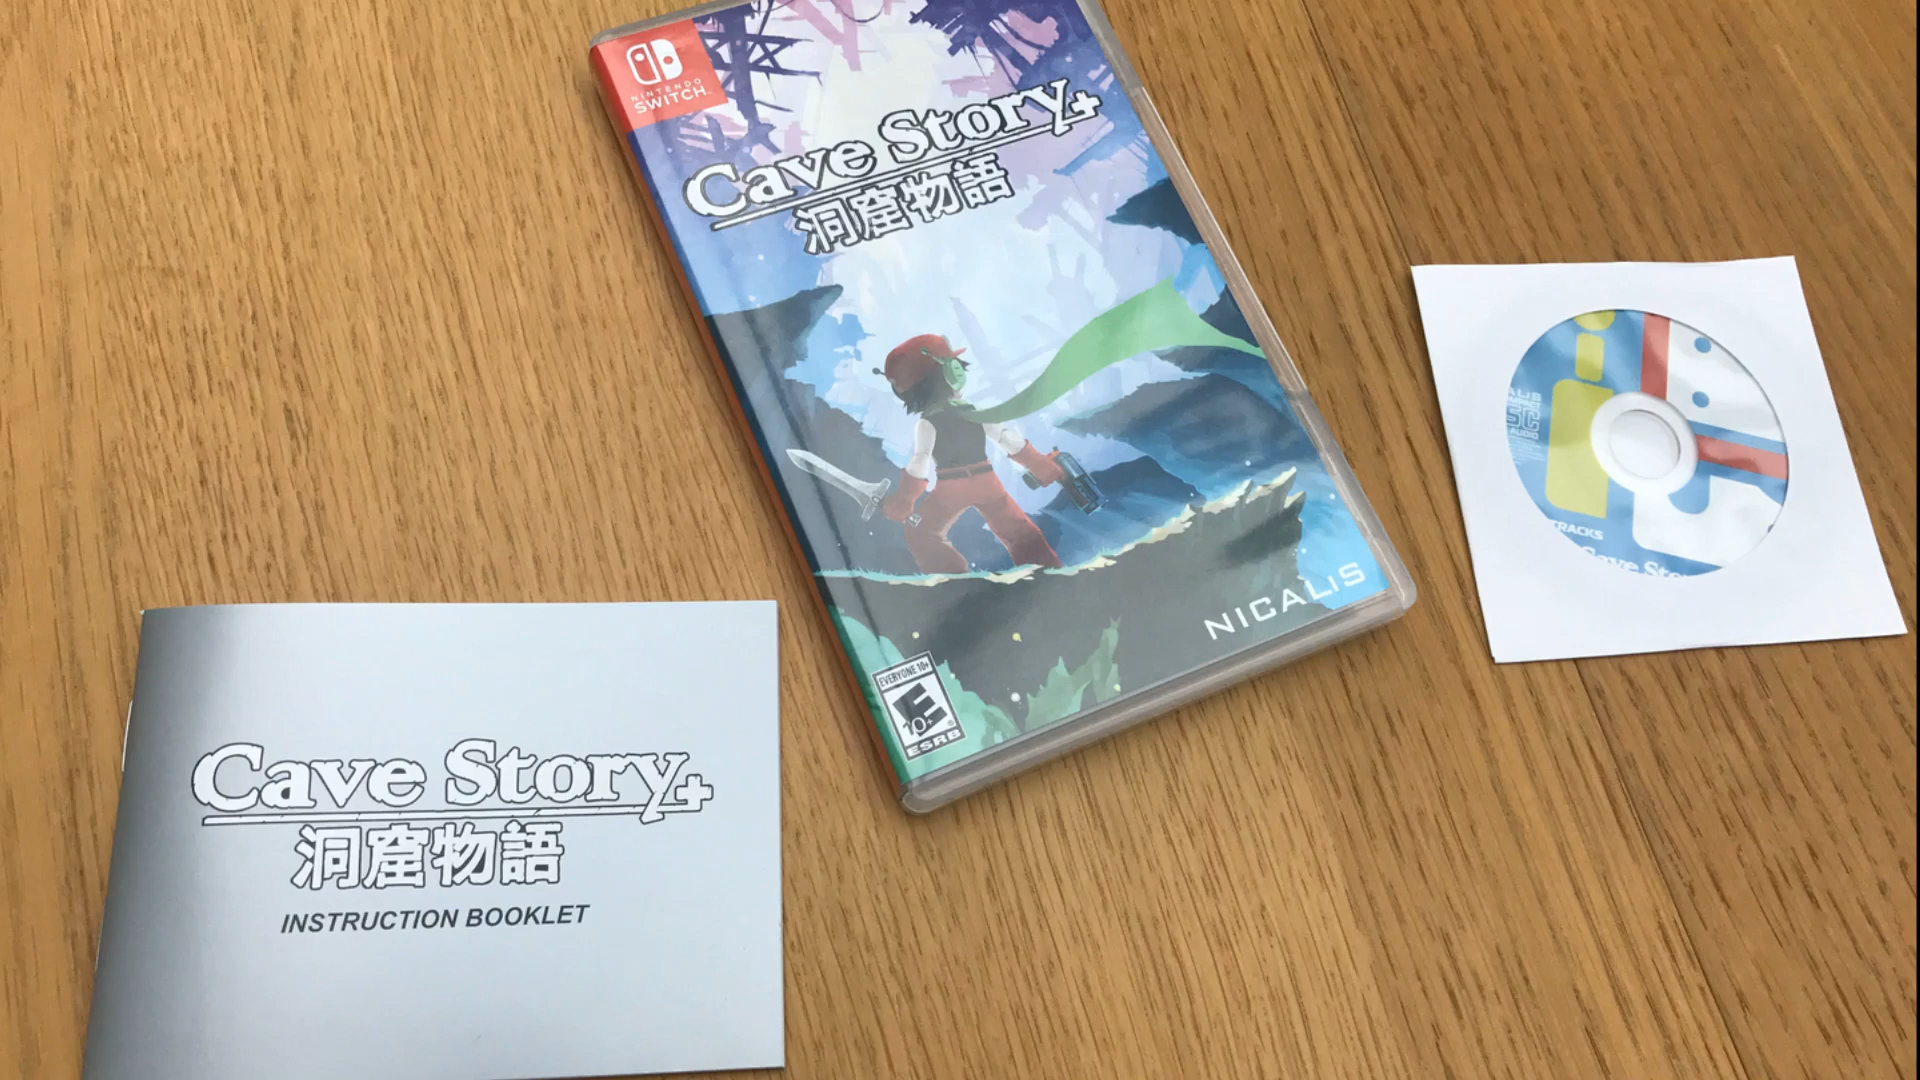 NINTENDO
SWITCH
Cave Story+
洞窟物語
NICALIS
EVERYONE 10+
E
10+
ESRB
TRACKS
Cave Story+
洞窟物語
INSTRUCTION BOOKLET